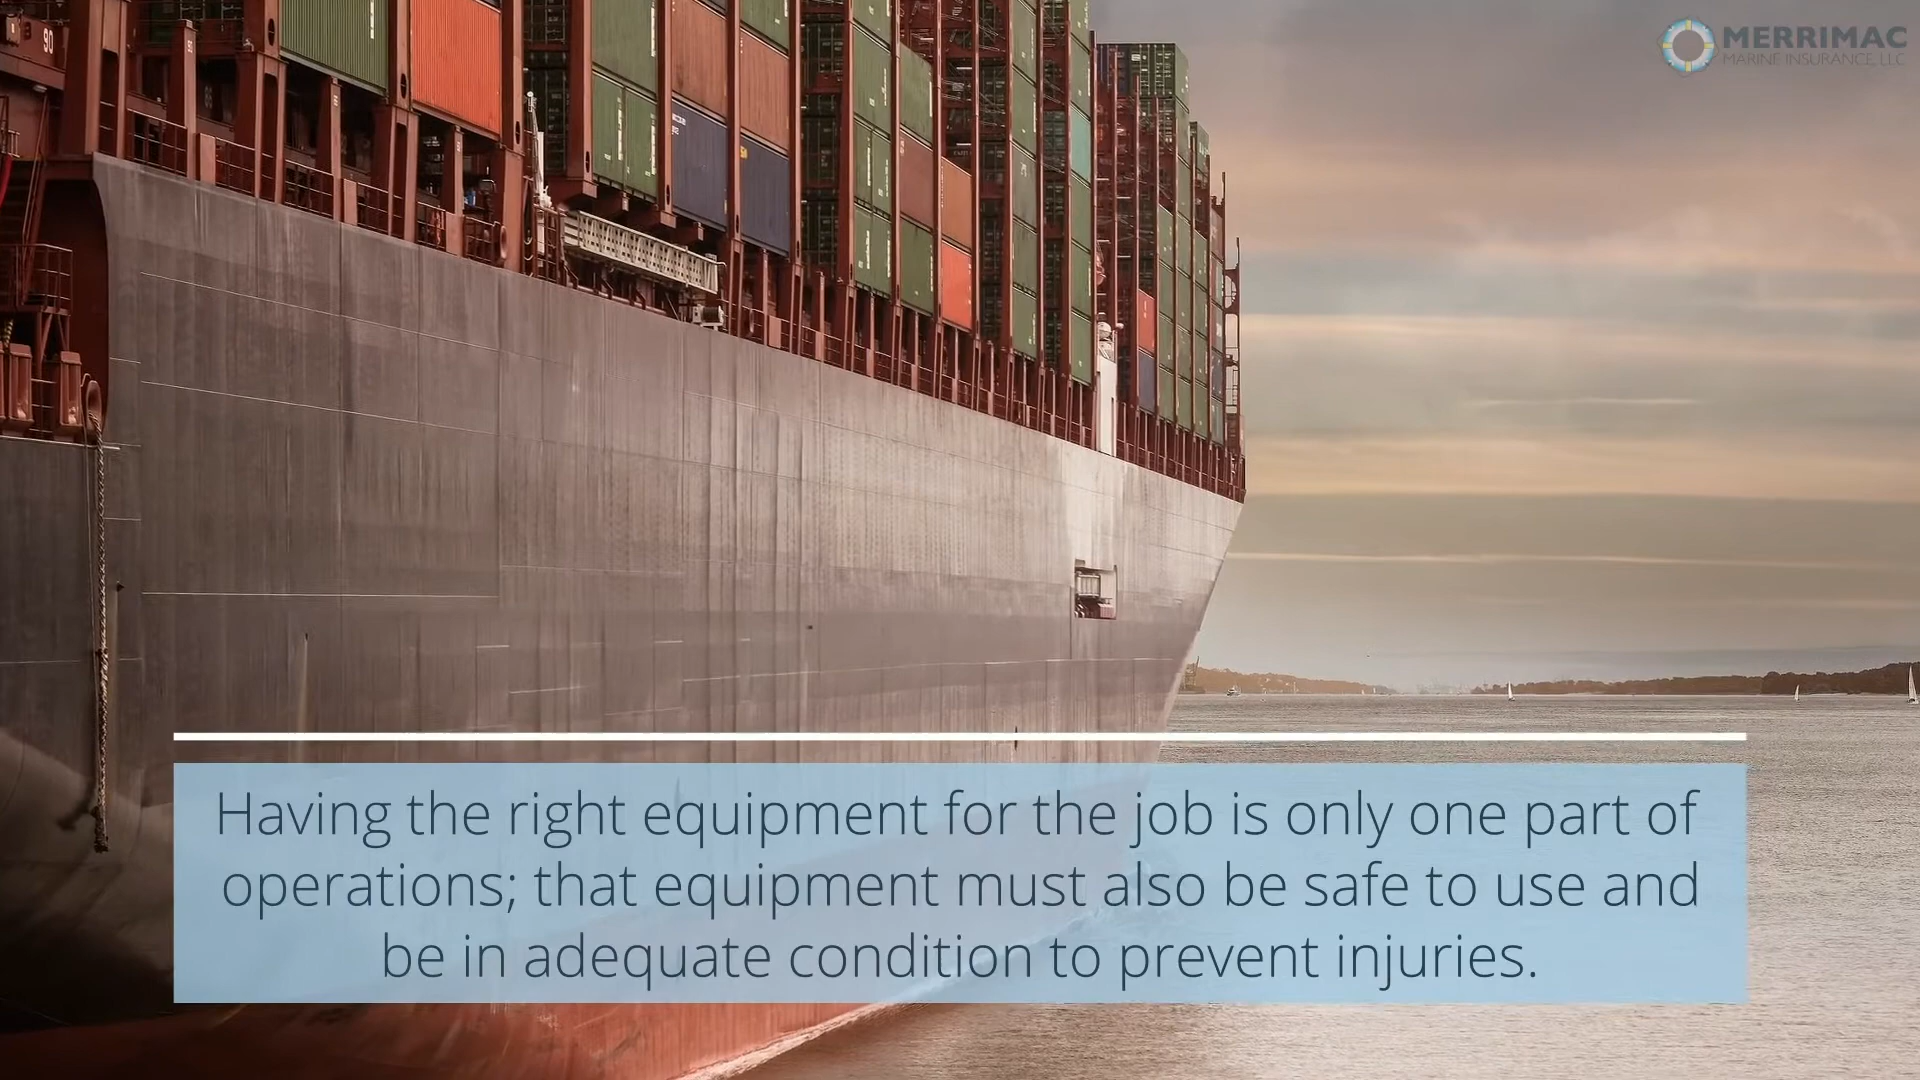 MERRIMAC
MARINE INSURANCE, LLC
90
Having the right equipment for the job is only one part of
operations; that equipment must also be safe to use and
be in adequate condition to prevent injuries.